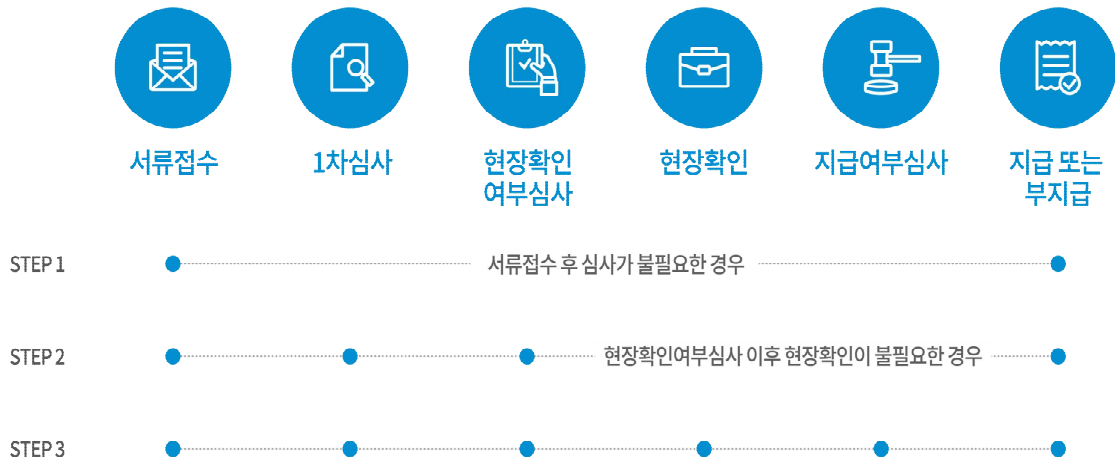 서류접수
1차심사
현장확인
여부심사
현장확인
지급여부심사
지급 또는
부지급
STEP 1
서류접수 후 심사가 불필요한 경우
STEP 2
현장확인여부심사 이후 현장확인이 불필요한 경우
STEP 3